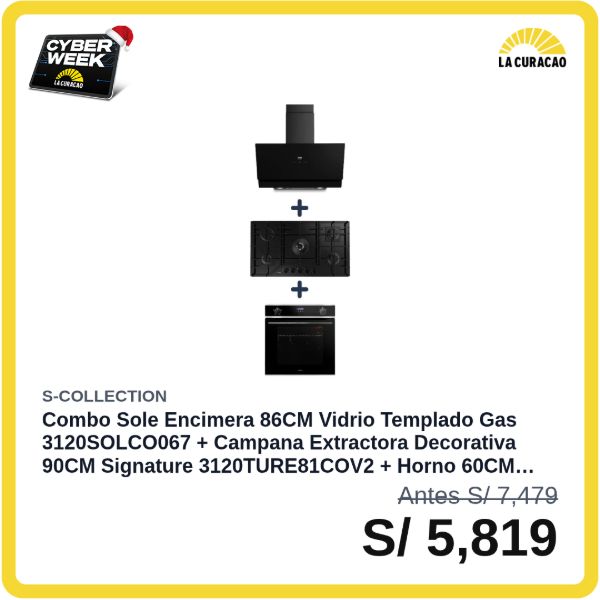 CYBER
WEEK
LA CURACAO
LA CURACAO
S-COLLECTION
Combo Sole Encimera 86CM Vidrio Templado Gas
3120SOLCO067 + Campana Extractora Decorativa
90CM Signature 3120TURE81COV2 + Horno 60CM...
Antes S/ 7,479
S/ 5,819